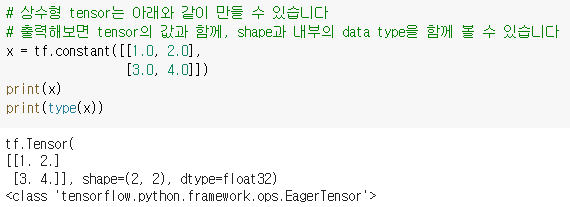 # 상수형 tensor는 아래와 같이 만들 수 있습니다
# 출력해보면 tensor의 값과 함께, shape과 내부의 data type을 함께 볼 수 있습니다
x = tf.constant([[1.0, 2.0],
[3.0, 4.0]])
print(x)
print(type(x))
tf.Tensor(
[[1. 2.]
[3. 4.]], shape=(2, 2), dtype=float32)
<class 'tensorflow.python.framework.ops.EagerTensor'>